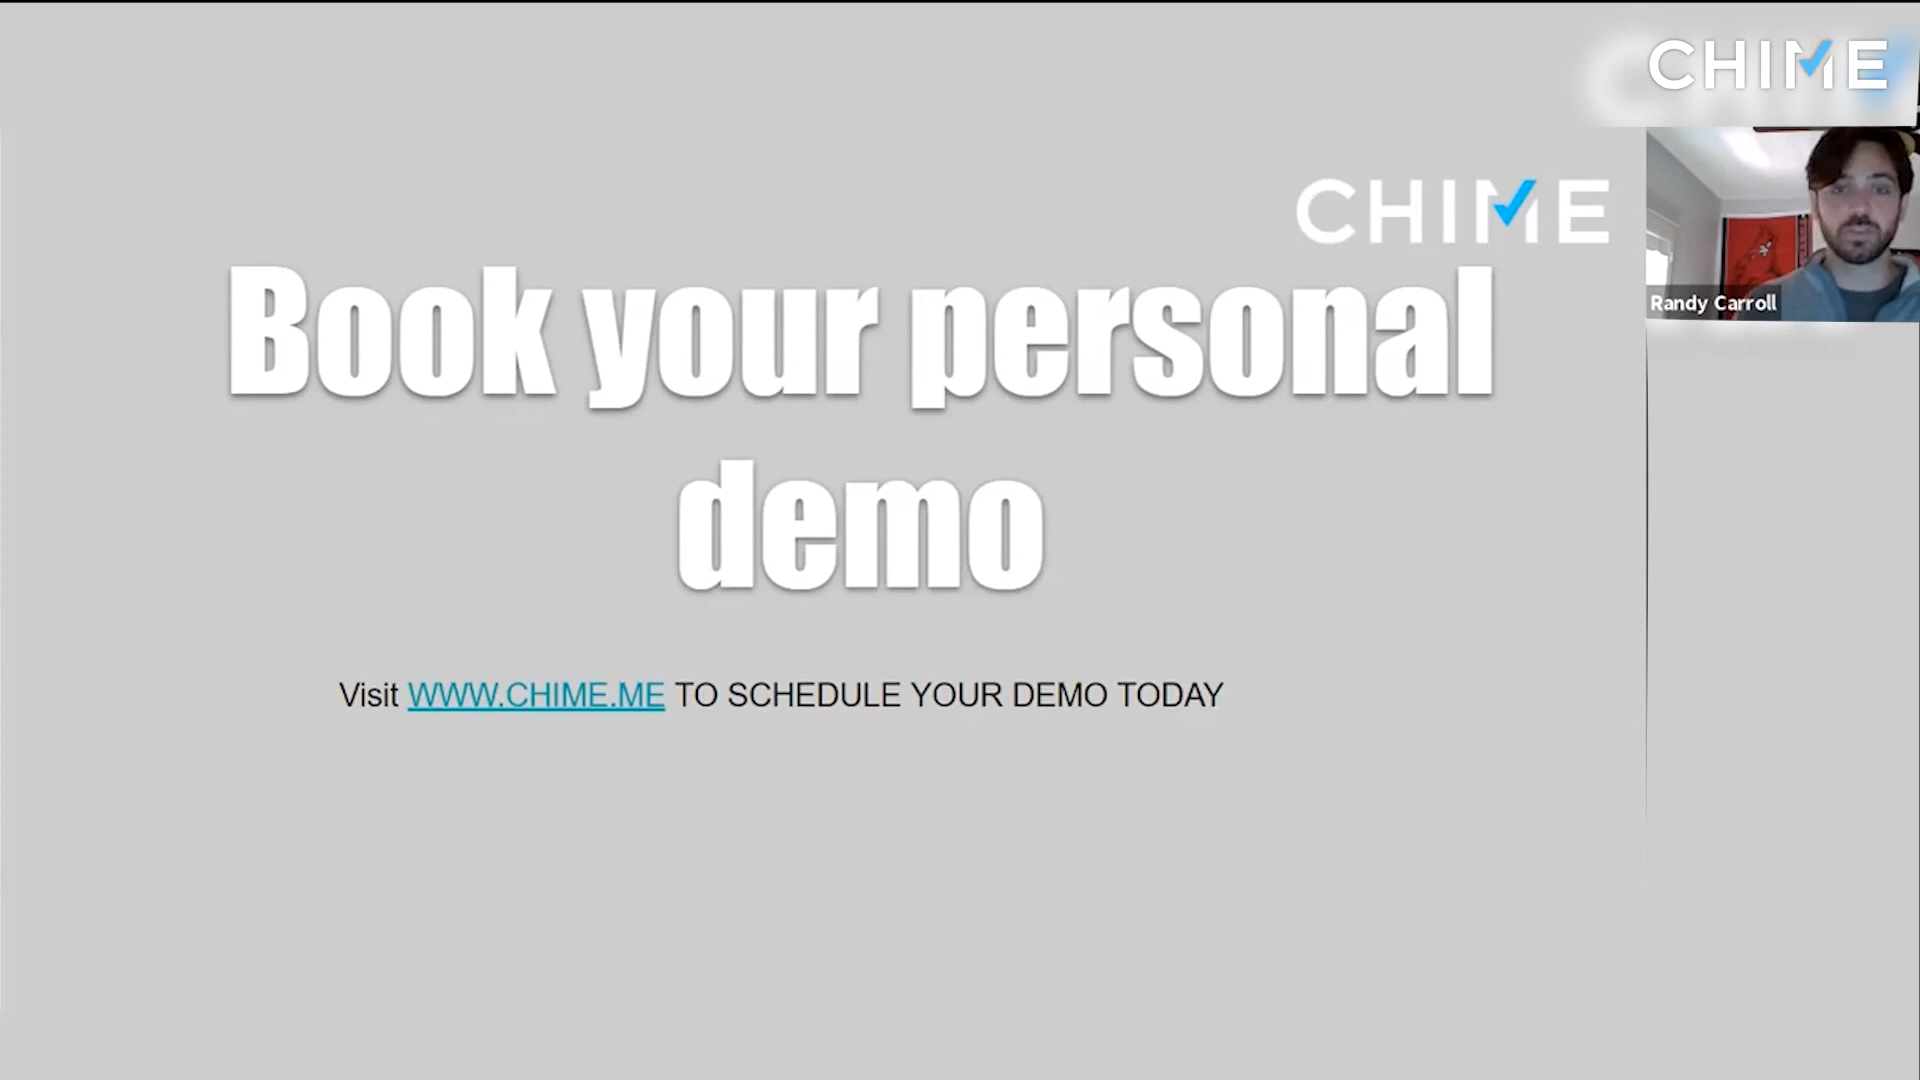 CHIME
CHIME
Randy Carroll
Book your personal
demo
Visit WWW.CHIME.ME TO SCHEDULE YOUR DEMO TODAY